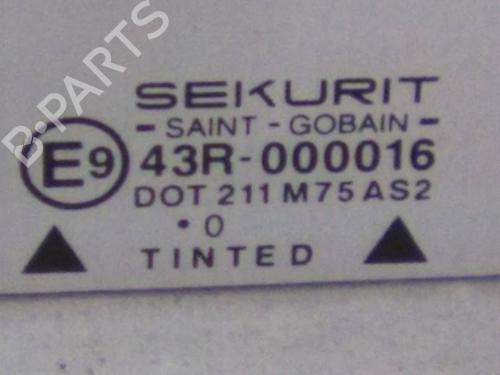 SEKURIT
- SAINT - GOBAIN -
E9 43R-000016
DOT 211 M75 AS2
• 0
TINTED
B-PARTS